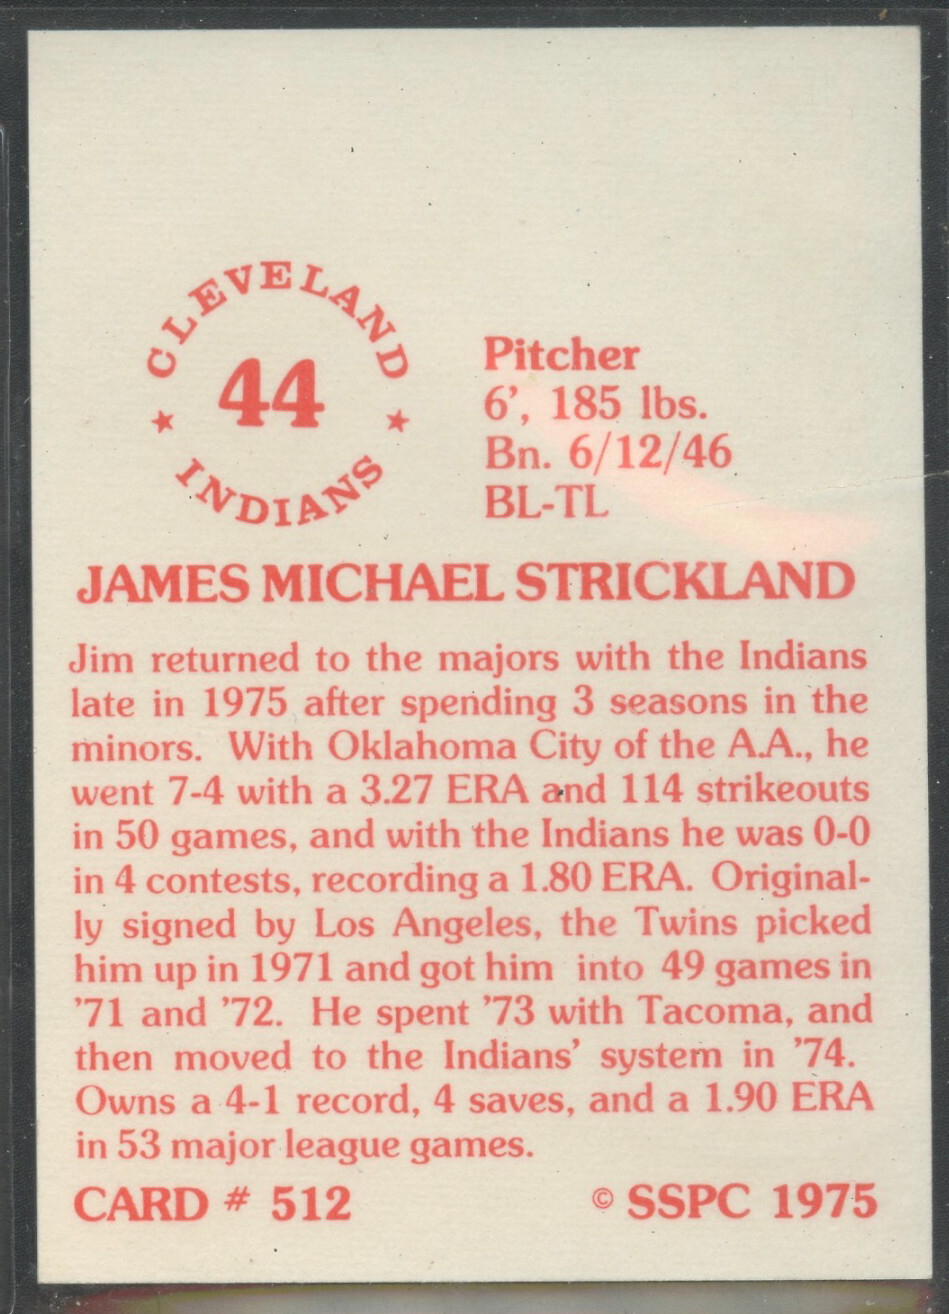 CLEVELAND
44
INDIANS
Pitcher
6', 185 lbs.
Bn. 6/12/46
BL-TL
JAMES MICHAEL STRICKLAND
Jim returned to the majors with the Indians
late in 1975 after spending 3 seasons in the
minors. With Oklahoma City of the A.A., he
went 7-4 with a 3.27 ERA and 114 strikeouts
in 50 games, and with the Indians he was 0-0
in 4 contests, recording a 1.80 ERA. Original-
ly signed by Los Angeles, the Twins picked
him up in 1971 and got him into 49 games in
'71 and '72. He spent '73 with Tacoma, and
then moved to the Indians' system in '74.
Owns a 4-1 record, 4 saves, and a 1.90 ERA
in 53 major league games.
CARD # 512 © SSPC 1975